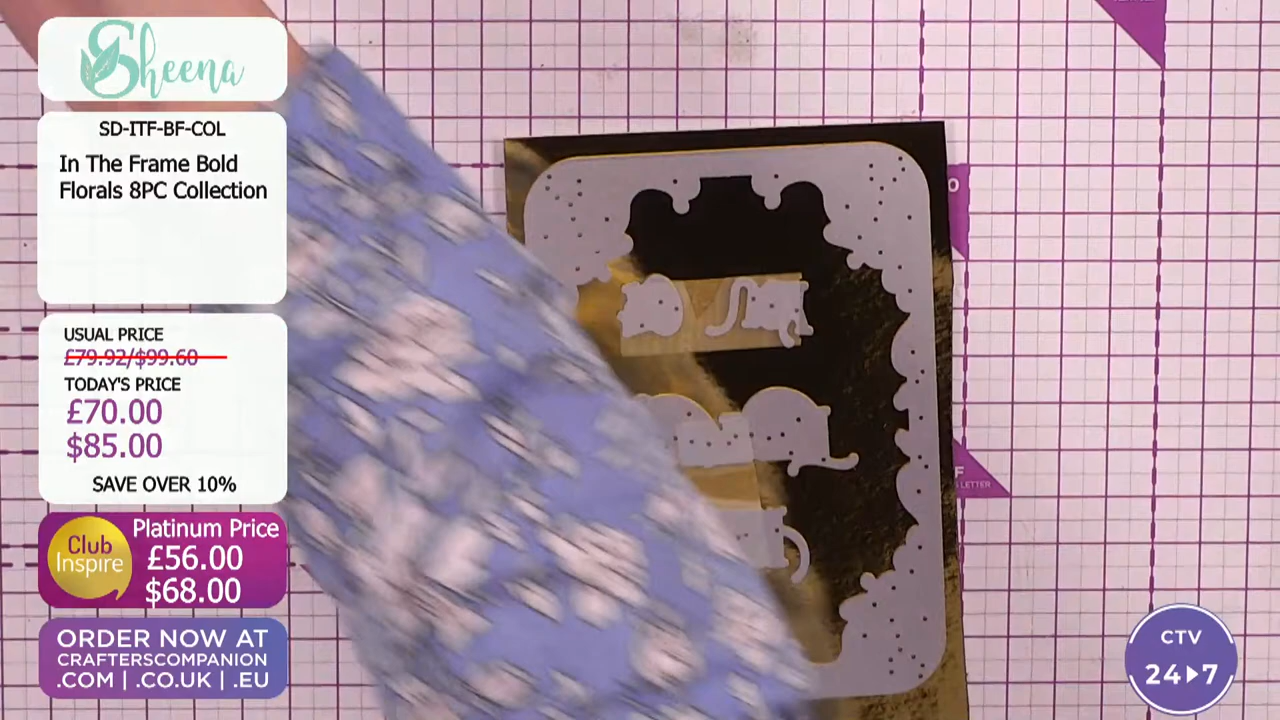 Sheena
SD-ITF-BF-COL
In The Frame Bold
Florals 8PC Collection
USUAL PRICE
£79.92/$99.60
TODAY'S PRICE
£70.00
$85.00
SAVE OVER 10%
Club
Inspire
Platinum Price
£56.00
$68.00
ORDER NOW AT
CRAFTERSCOMPANION
.COM | .CO.UK | .EU
LETTER
CTV
24▶7